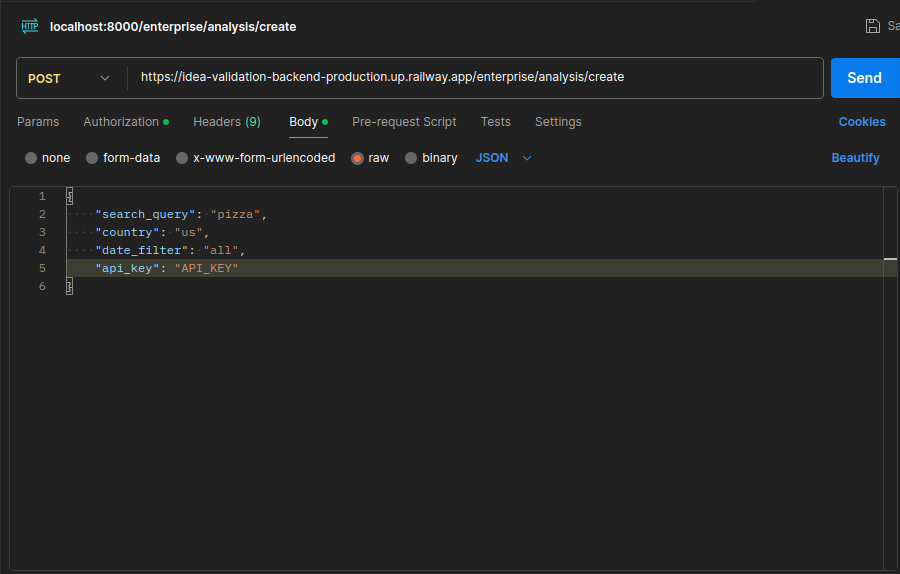 HTTP localhost:8000/enterprise/analysis/create
POST https://idea-validation-backend-production.up.railway.app/enterprise/analysis/create Send
Params Authorization Headers (9) Body Pre-request Script Tests Settings Cookies
none form-data x-www-form-urlencoded raw binary JSON Beautify
1 {
2 ····"search_query":·"pizza",
3 ····"country":·"us",
4 ····"date_filter":·"all",
5 ····"api_key":·"API_KEY"
6 }